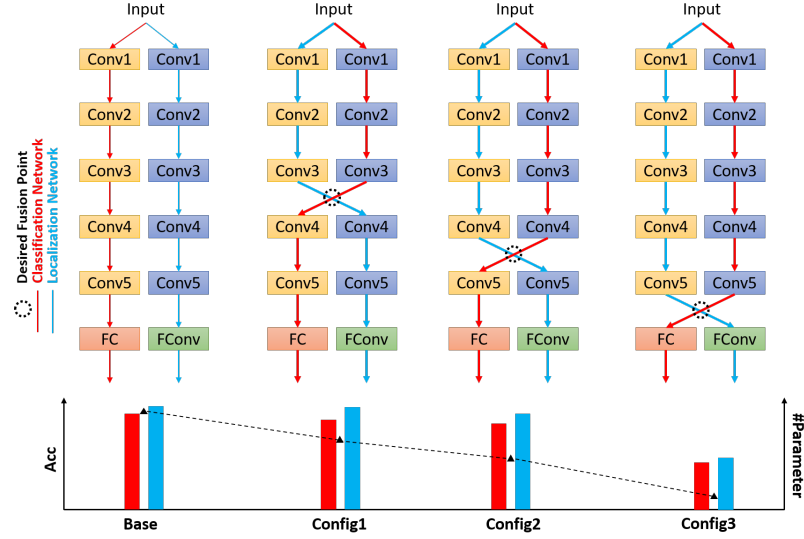 Input Input Input Input
Conv1 Conv1 Conv1 Conv1 Conv1 Conv1 Conv1 Conv1
Conv2 Conv2 Conv2 Conv2 Conv2 Conv2 Conv2 Conv2
Conv3 Conv3 Conv3 Conv3 Conv3 Conv3 Conv3 Conv3
Conv4 Conv4 Conv4 Conv4 Conv4 Conv4 Conv4 Conv4
Conv5 Conv5 Conv5 Conv5 Conv5 Conv5 Conv5 Conv5
FC FConv FC FConv FC FConv FC FConv
Desired Fusion Point
Classification Network
Localization Network
Acc
#Parameter
Base Config1 Config2 Config3